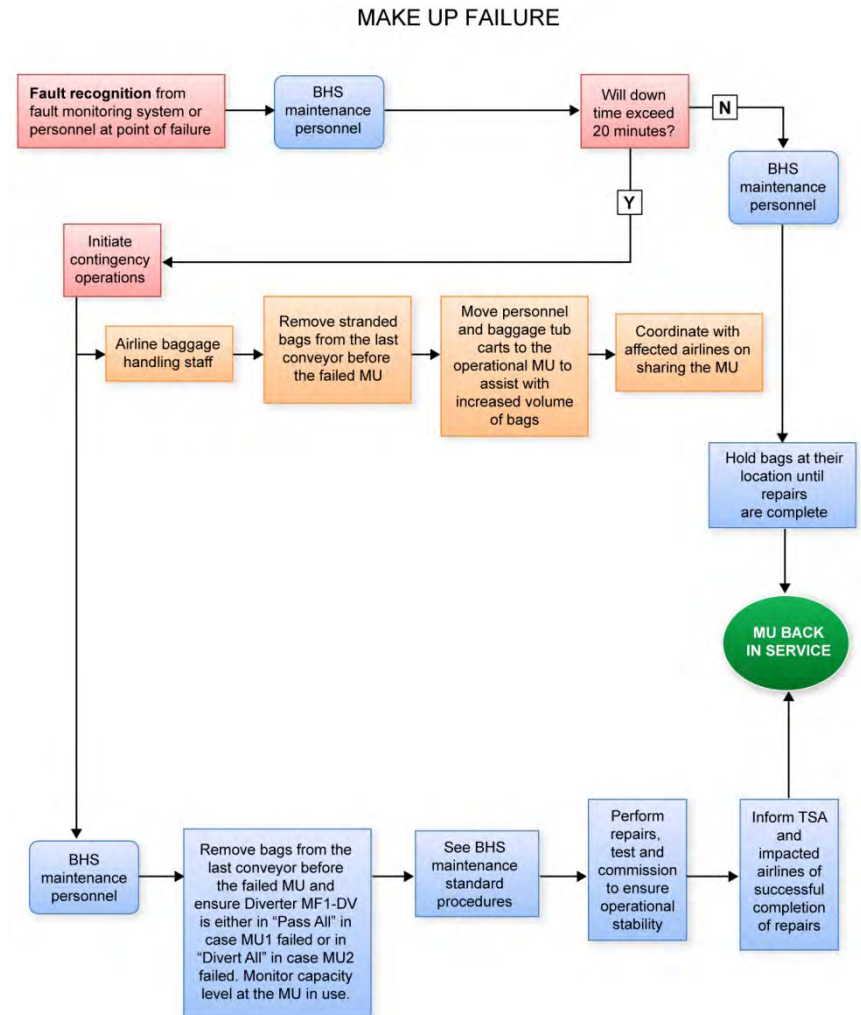 MAKE UP FAILURE
Fault recognition from
fault monitoring system or
personnel at point of failure
BHS
maintenance
personnel
Will down
time exceed
20 minutes?
N
Y
BHS
maintenance
personnel
Initiate
contingency
operations
Airline baggage
handling staff
Remove stranded
bags from the last
conveyor before
the failed MU
Move personnel
and baggage tub
carts to the
operational MU to
assist with
increased volume
of bags
Coordinate with
affected airlines on
sharing the MU
Hold bags at their
location until
repairs
are complete
MU BACK
IN SERVICE
BHS
maintenance
personnel
Remove bags from the
last conveyor before
the failed MU and
ensure Diverter MF1-DV
is either in “Pass All” in
case MU1 failed or in
“Divert All” in case MU2
failed. Monitor capacity
level at the MU in use.
See BHS
maintenance
standard
procedures
Perform
repairs,
test and
commission
to ensure
operational
stability
Inform TSA
and
impacted
airlines of
successful
completion
of repairs